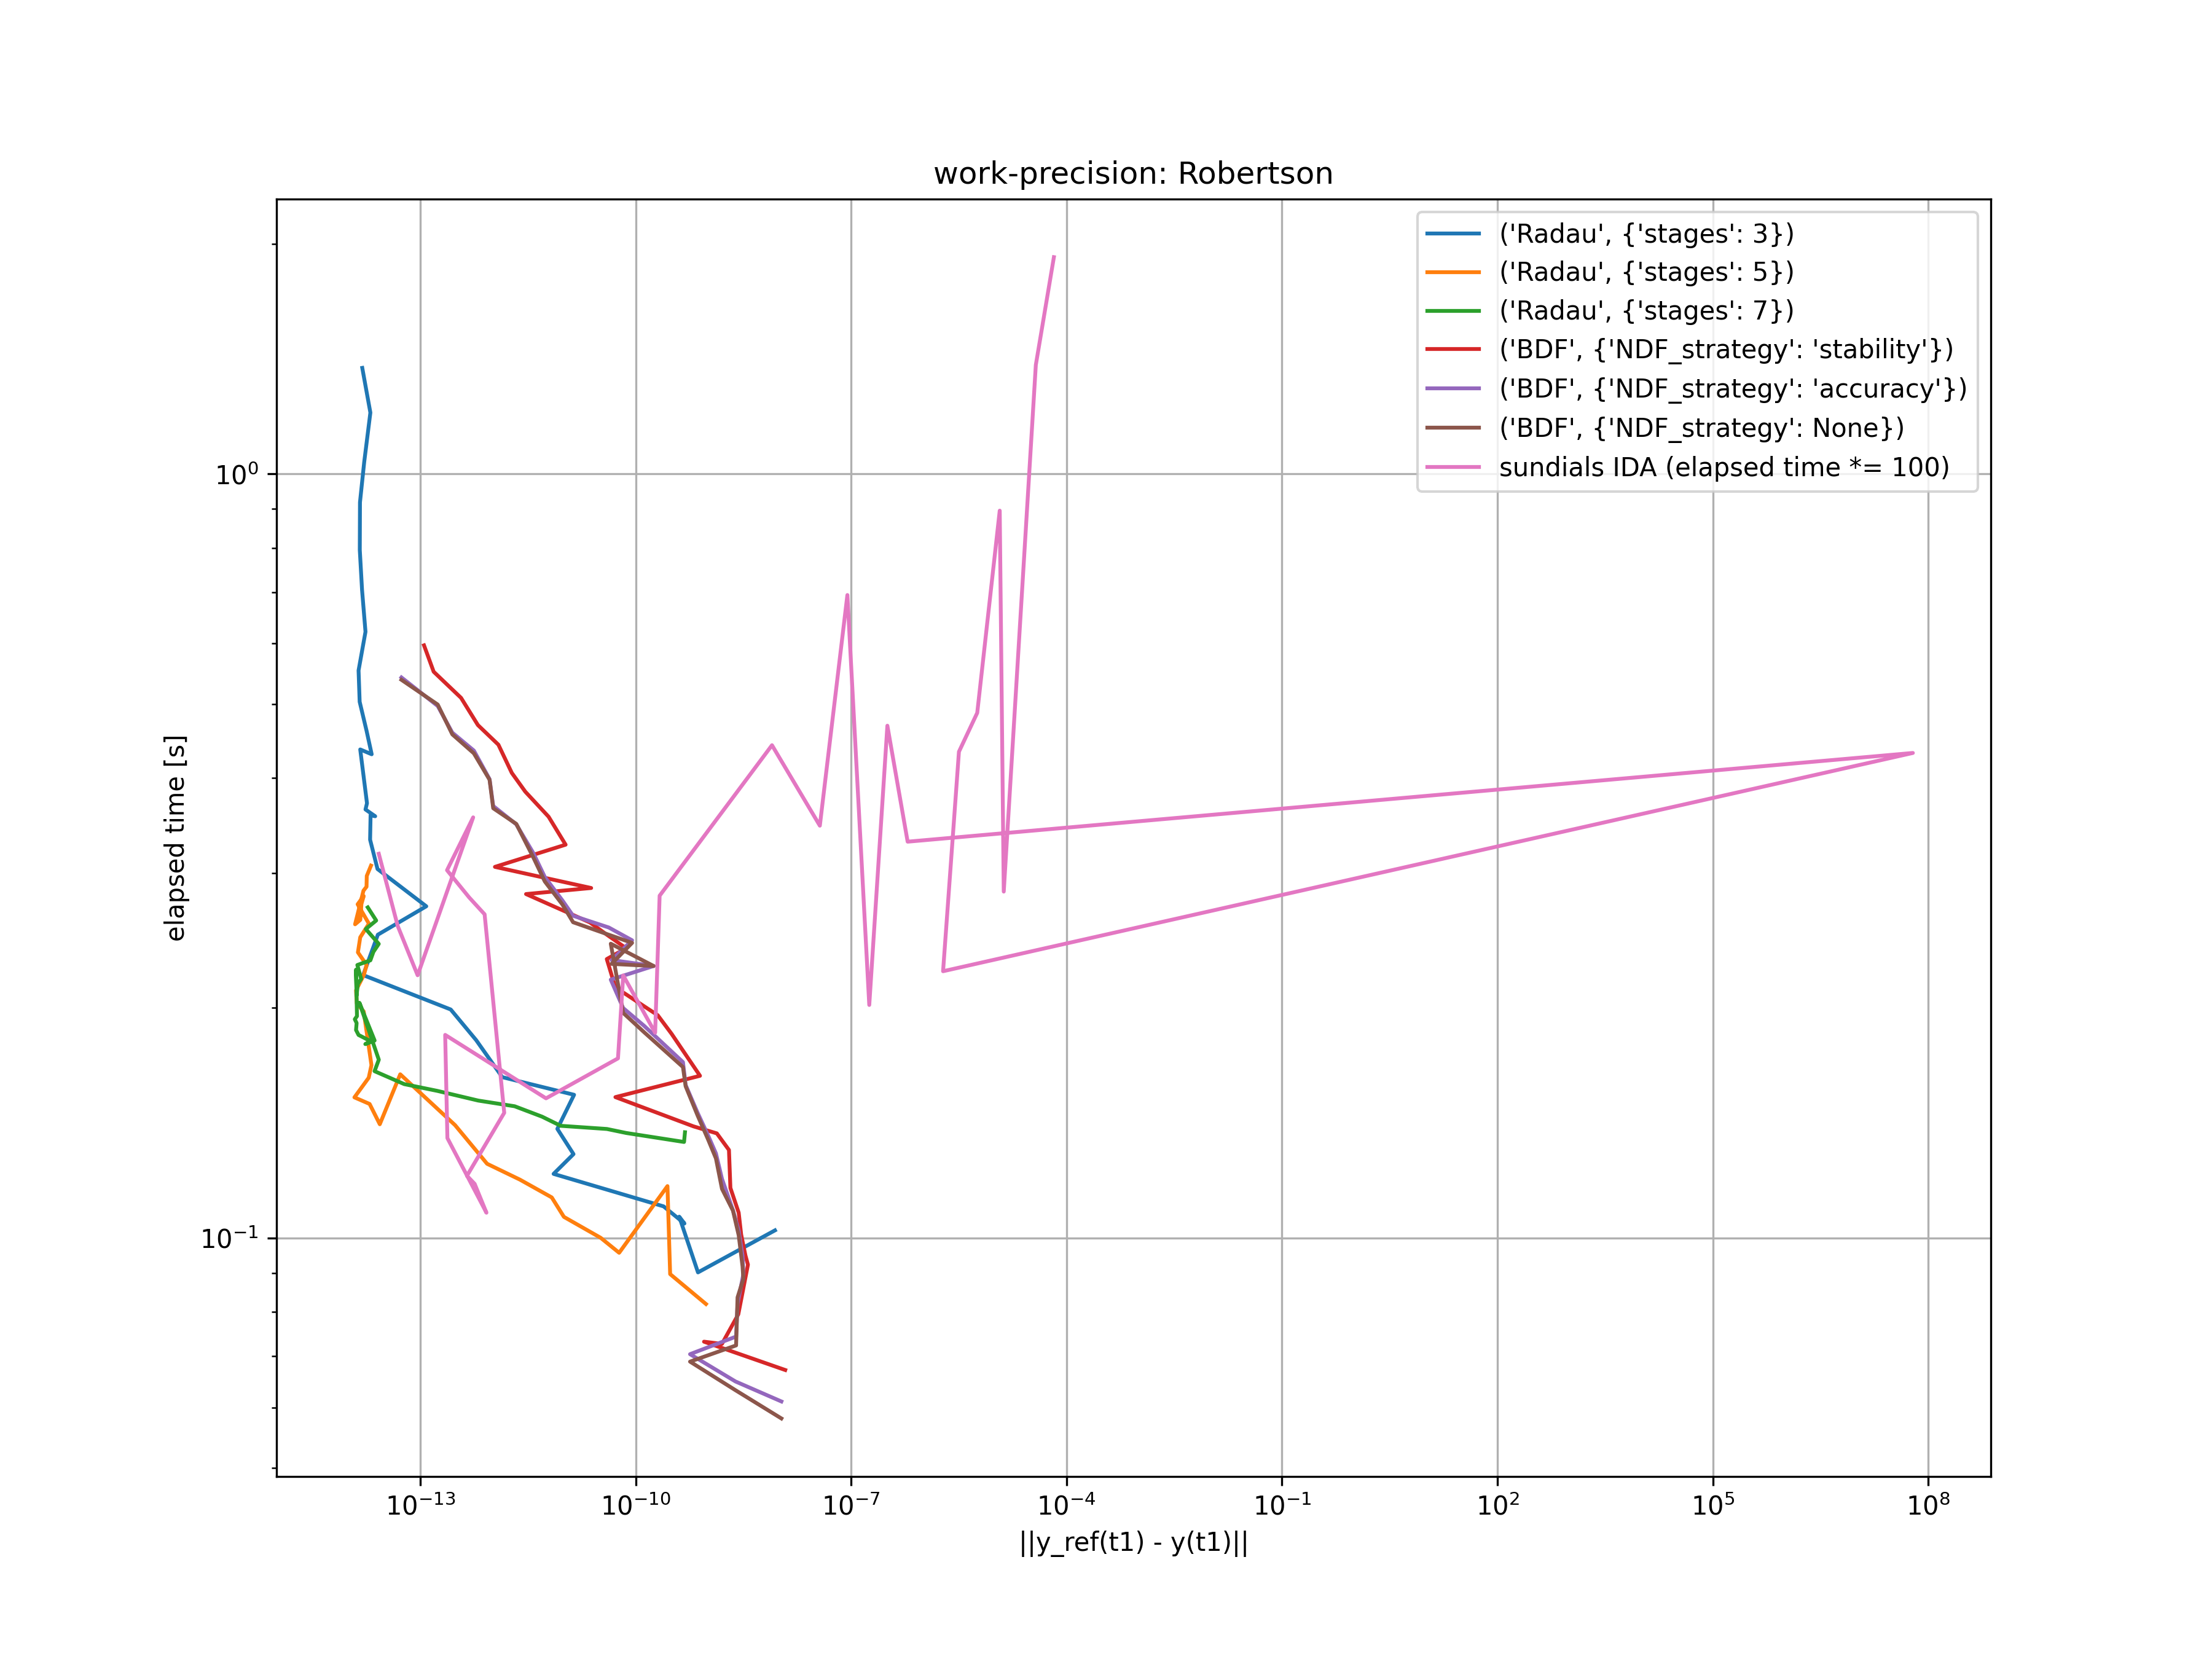 work-precision: Robertson
('Radau', {'stages': 3})
('Radau', {'stages': 5})
('Radau', {'stages': 7})
('BDF', {'NDF_strategy': 'stability'})
('BDF', {'NDF_strategy': 'accuracy'})
('BDF', {'NDF_strategy': None})
sundials IDA (elapsed time *= 100)
elapsed time [s]
10⁰
10⁻¹
10⁻¹³ 10⁻¹⁰ 10⁻⁷ 10⁻⁴ 10⁻¹ 10² 10⁵ 10⁸
||y_ref(t1) - y(t1)||